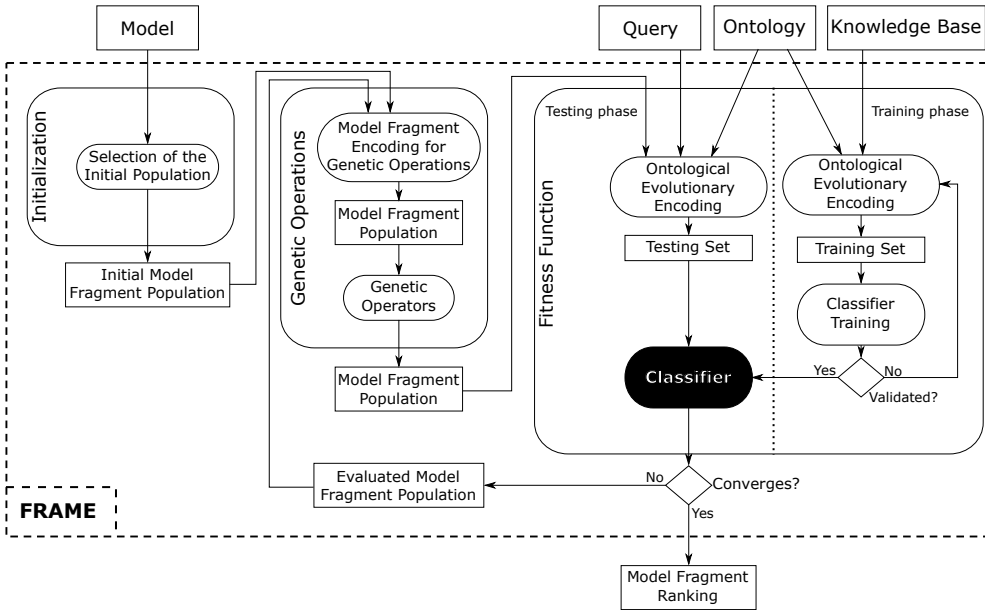 Model
Query
Ontology
Knowledge Base
Initialization
Selection of the
Initial Population
Initial Model
Fragment Population
Genetic Operations
Model Fragment
Encoding for
Genetic Operations
Model Fragment
Population
Genetic
Operators
Model Fragment
Population
Fitness Function
Testing phase
Training phase
Ontological
Evolutionary
Encoding
Testing Set
Classifier
Ontological
Evolutionary
Encoding
Training Set
Classifier
Training
Yes
No
Validated?
Evaluated Model
Fragment Population
No
Converges?
Yes
FRAME
Model Fragment
Ranking